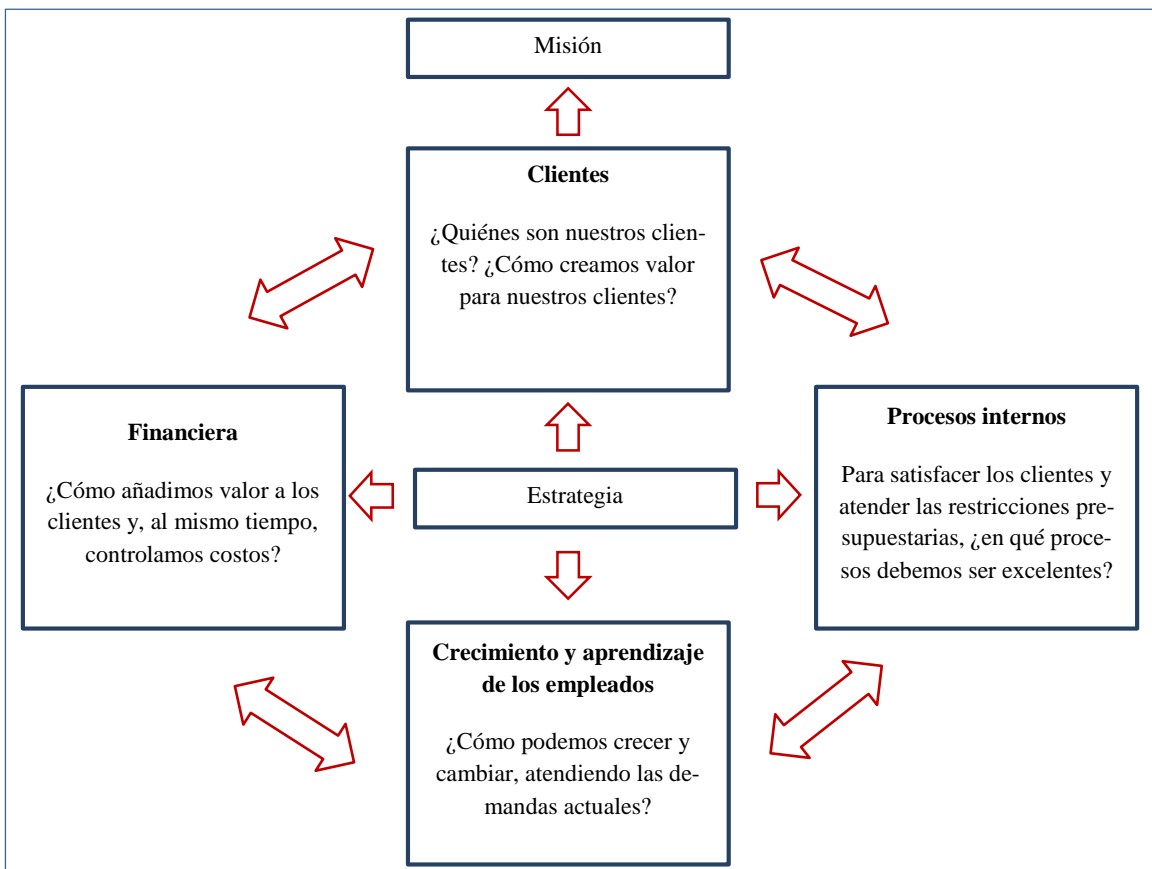 Misión
Clientes
¿Quiénes son nuestros clien-
tes? ¿Cómo creamos valor
para nuestros clientes?
Financiera
¿Cómo añadimos valor a los
clientes y, al mismo tiempo,
controlamos costos?
Estrategia
Procesos internos
Para satisfacer los clientes y
atender las restricciones pre-
supuestarias, ¿en qué proce-
sos debemos ser excelentes?
Crecimiento y aprendizaje
de los empleados
¿Cómo podemos crecer y
cambiar, atendiendo las de-
mandas actuales?